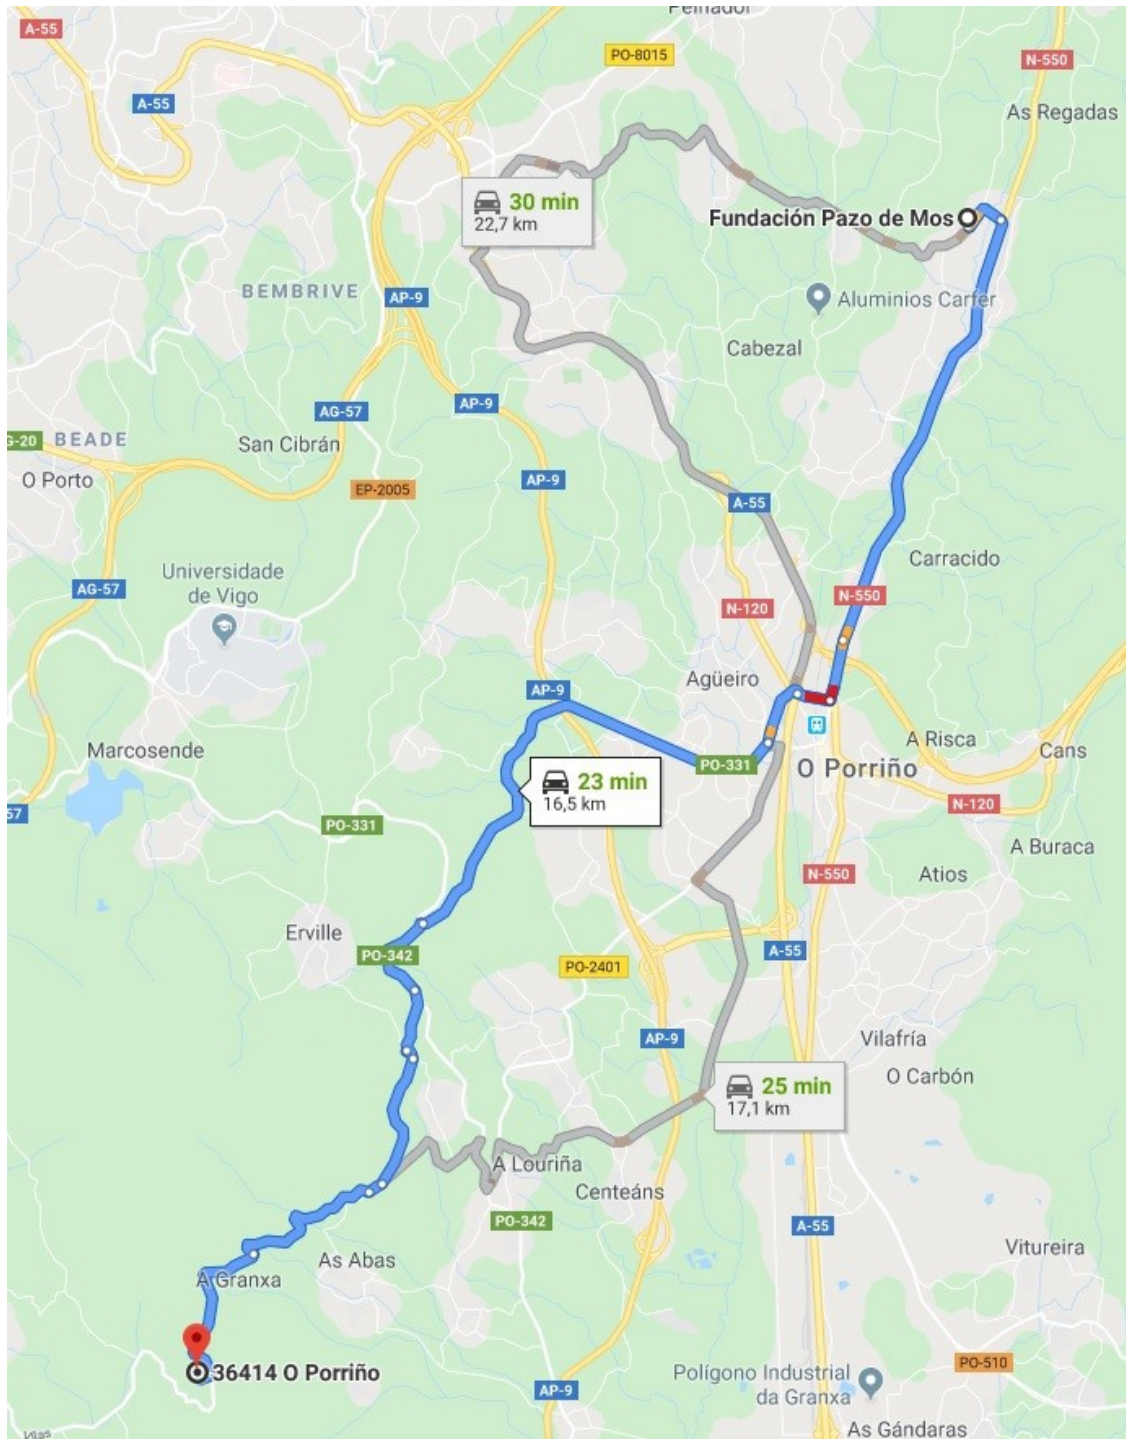 Peinador
A-55
PO-8015
N-550
A-55
As Regadas
30 min
22,7 km
Fundación Pazo de Mos
BEMBRIVE
AP-9
Aluminios Carfer
Cabezal
AP-9
AG-57
G-20
BEADE
San Cibrán
O Porto
AP-9
EP-2005
A-55
Carracido
Universidade
de Vigo
AG-57
N-550
N-120
Agüeiro
AP-9
A Risca
Marcosende
Cans
PO-331
O Porriño
23 min
16,5 km
N-120
57
PO-331
A Buraca
N-550
Atios
Erville
PO-342
A-55
PO-2401
AP-9
Vilafría
O Carbón
25 min
17,1 km
A Louriña
Centeáns
PO-342
A-55
As Abas
Vitureira
A Granxa
PO-510
36414 O Porriño
Polígono Industrial
da Granxa
AP-9
As Gándaras